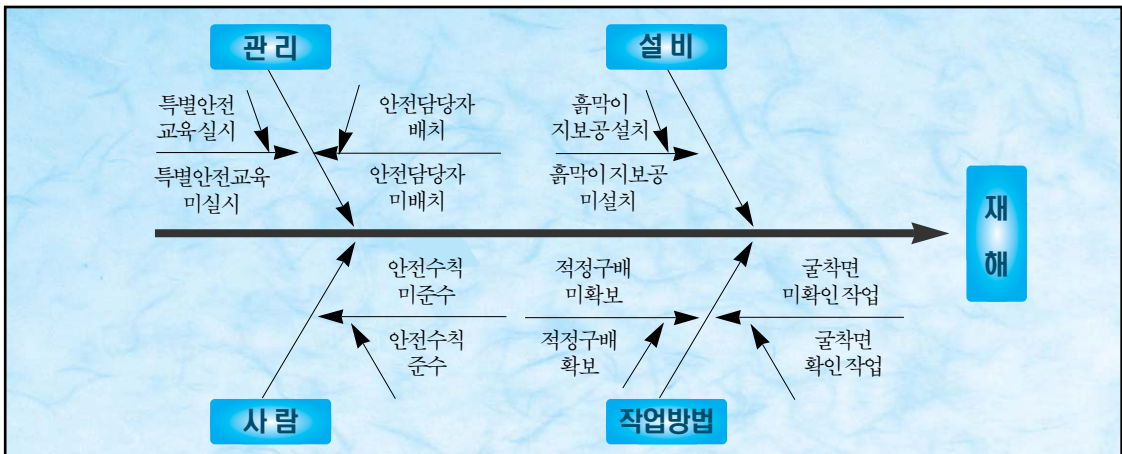 관리
설비
특별안전
교육실시
안전담당자
배치
흙막이
지보공 설치
특별안전교육
미실시
안전담당자
미배치
흙막이 지보공
미설치
재
해
안전수칙
미준수
적정구배
미확보
굴착면
미확인 작업
안전수칙
준수
적정구배
확보
굴착면
확인 작업
사람
작업방법